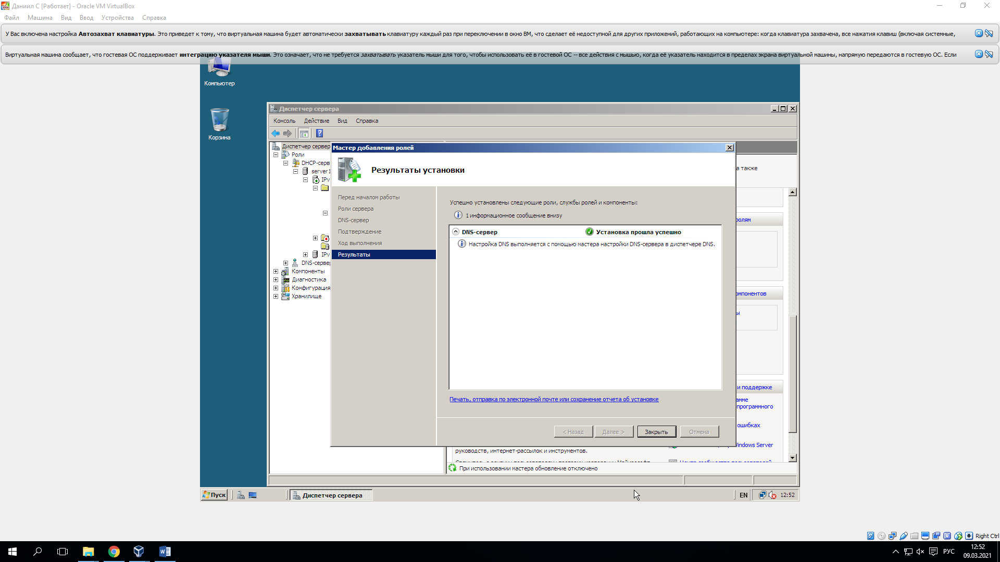 Даниил С [Работает] - Oracle VM VirtualBox
Файл Машина Вид Ввод Устройства Справка
У Вас включена настройка Автозахват клавиатуры. Это приведет к тому, что виртуальная машина будет автоматически захватывать клавиатуру каждый раз при переключении в окно ВМ, что сделает её недоступной для других приложений, работающих на компьютере: когда клавиатура захвачена, все нажатия клавиш (включая системные,
Виртуальная машина сообщает, что гостевая ОС поддерживает интеграцию указателя мыши. Это означает, что не требуется захватывать указатель мыши для того, чтобы использовать её в гостевой ОС -- все действия с мышью, когда её указатель находится в пределах экрана виртуальной машины, напрямую передаются в гостевую ОС. Если
Компьютер
Корзина
Диспетчер сервера
Консоль Действие Вид Справка
Диспетчер сервер
Роли
DHCP-серв
server1
IPv
IPv
DNS-серве
Компоненты
Диагностика
Конфигурация
Хранилище
Мастер добавления ролей
Результаты установки
Перед началом работы
Роли сервера
DNS-сервер
Подтверждение
Ход выполнения
Результаты
Успешно установлены следующие роли, службы ролей и компоненты:
1 информационное сообщение внизу
DNS-сервер Установка прошла успешно
Настройка DNS выполняется с помощью мастера настройки DNS-сервера в диспетчере DNS.
Печать, отправка по электронной почте или сохранение отчета об установке
< Назад Далее > Закрыть Отмена
а также
ролям
омпонентов
ы
и поддержке
амме
программного
ошибках
Windows Server
руководств, интернет-рассылок и инструментов.
При использовании мастера обновление отключено
Пуск Диспетчер сервера EN 12:52
Right Ctrl
РУС 12:52
09.03.2021